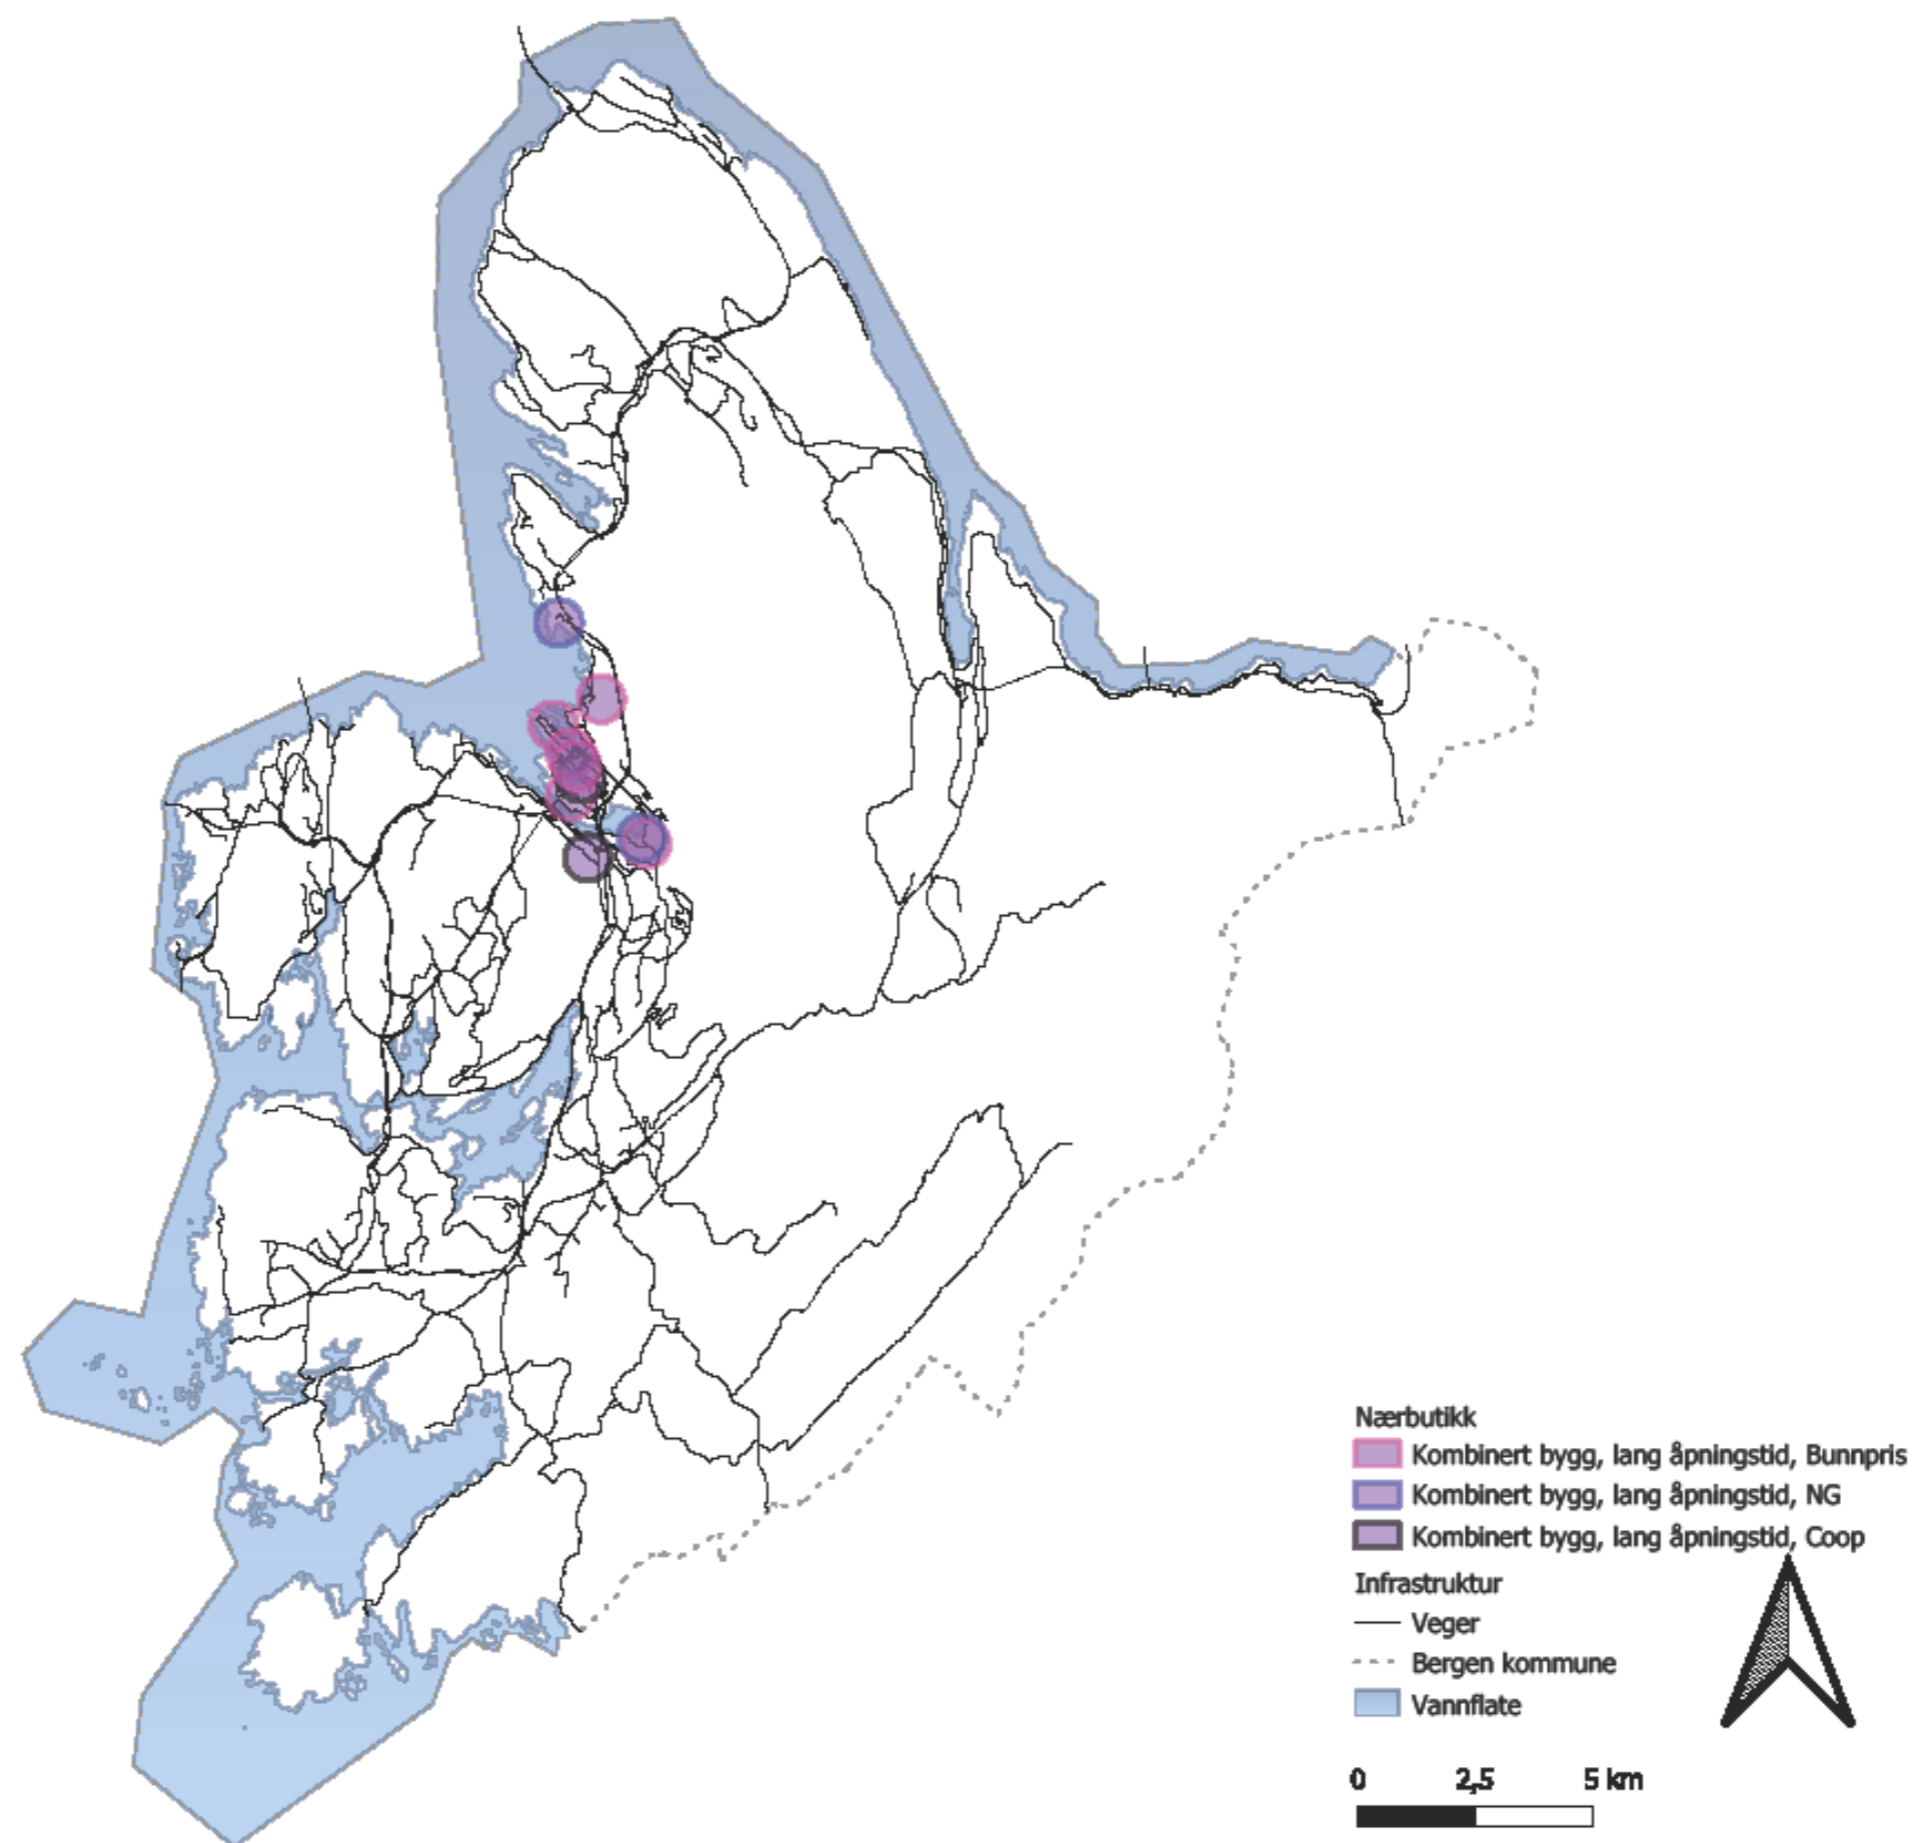 Nærbutikk
Kombinert bygg, lang åpningstid, Bunnpris
Kombinert bygg, lang åpningstid, NG
Kombinert bygg, lang åpningstid, Coop
Infrastruktur
Veger
Bergen kommune
Vannflate
0 2,5 5 km